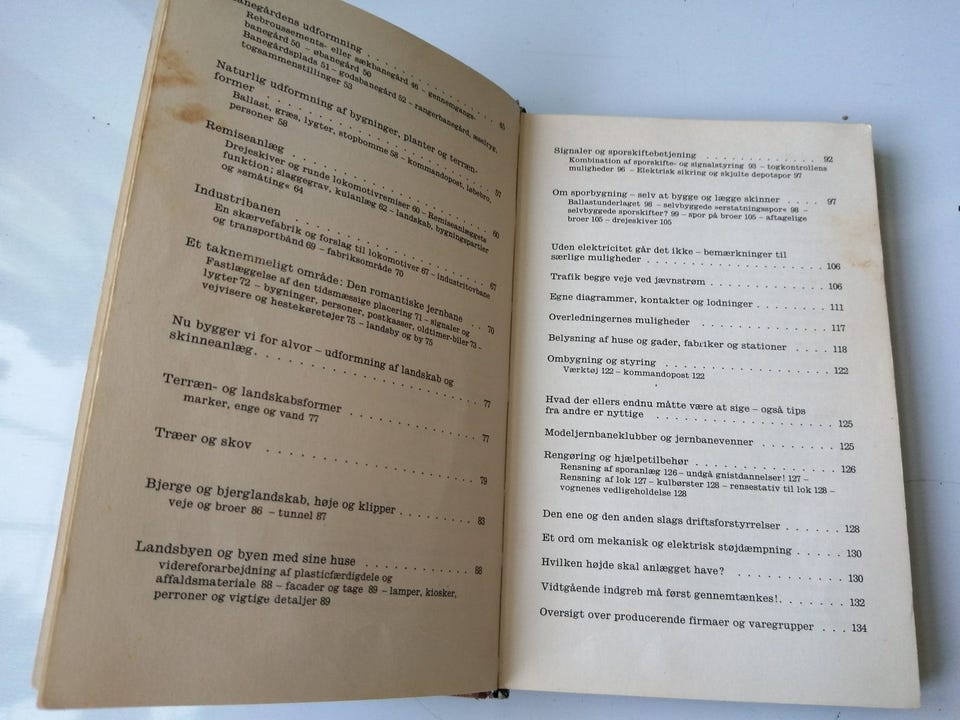 Banegårdens udformning . . . . . . . . . . . . . . . . . . 45
Rebroussements- eller sækbanegård 46 – gennemgangs-
banegård 50 – øbanegård 50
Banegårdsplads 51 – godsbanegård 52 – rangerbanegård,
togsammenstillinger 53
Naturlig udformning af bygninger, planter og terræn-
former . . . . . . . . . . . . . . . . . . 57
Ballast, græs, lygter, stopbomme 58 – kommandopost, løbebro,
personer 58
Remiseanlæg . . . . . . . . . . . . . . . . . . 60
Drejeskiver og runde lokomotivremiser 60 – Remiseanlæggets
funktion; slaggegrav, kulanlæg 62 – landskab, bygningspartier
og »småting« 64
Industribanen . . . . . . . . . . . . . . . . . . 67
En skærvefabrik og forslag til lokomotiver 67 – industritovbane
og transportbånd 69 – fabriksområde 70
Et taknemmeligt område: Den romantiske jernbane . . 70
Fastlæggelse af den tidsmæssige placering 71 – signaler og
lygter 72 – bygninger, personer, postkasser, oldtimer-biler 73 –
vejvisere og hestekøretøjer 75 – landsby og by 75
Nu bygger vi for alvor – udformning af landskab og
skinneanlæg. . . . . . . . . . . . . . . . . . 77
Terræn- og landskabsformer . . . . . . . . . . . . 77
marker, enge og vand 77
Træer og skov . . . . . . . . . . . . . . . . . . 79
Bjerge og bjerglandskab, høje og klipper . . . . . . . . . 83
veje og broer 86 – tunnel 87
Landsbyen og byen med sine huse . . . . . . . . . . . . 88
videreforarbejdning af plasticfærdigdele og
affaldsmateriale 88 – facader og tage 89 – lamper, kiosker,
perroner og vigtige detaljer 89
Signaler og sporskiftebetjening . . . . . . . . . . . . 92
Kombination af sporskifte- og signalstyring 93 – togkontrollens
muligheder 96 – Elektrisk sikring og skjulte depotspor 97
Om sporbygning – selv at bygge og lægge skinner . . . . 97
Ballastunderlaget 98 – selvbyggede »erstatningsspor« 98 –
selvbyggede sporskifter? 99 – spor på broer 105 – aftagelige
broer 105 – drejeskiver 105
Uden elektricitet går det ikke – bemærkninger til
særlige muligheder . . . . . . . . . . . . . . . . . . 106
Trafik begge veje ved jævnstrøm . . . . . . . . . . . . 106
Egne diagrammer, kontakter og lodninger . . . . . . . . . 111
Overledningernes muligheder . . . . . . . . . . . . . . 117
Belysning af huse og gader, fabriker og stationer . . . . 118
Ombygning og styring . . . . . . . . . . . . . . . . . . 122
Værktøj 122 – kommandopost 122
Hvad der ellers endnu måtte være at sige – også tips
fra andre er nyttige . . . . . . . . . . . . . . . . . . 125
Modeljernbaneklubber og jernbanevenner . . . . . . . . . 125
Rengøring og hjælpetilbehør . . . . . . . . . . . . . . . 126
Rensning af sporanlæg 126 – undgå gnistdannelser! 127 –
Rensning af lok 127 – kulbørster 128 – rensestativ til lok 128 –
vognenes vedligeholdelse 128
Den ene og den anden slags driftsforstyrrelser . . . . . . 128
Et ord om mekanisk og elektrisk støjdæmpning . . . . . 130
Hvilken højde skal anlægget have? . . . . . . . . . . . . 130
Vidtgående indgreb må først gennemtænkes!. . . . . . . . 132
Oversigt over producerende firmaer og varegrupper . . . 134